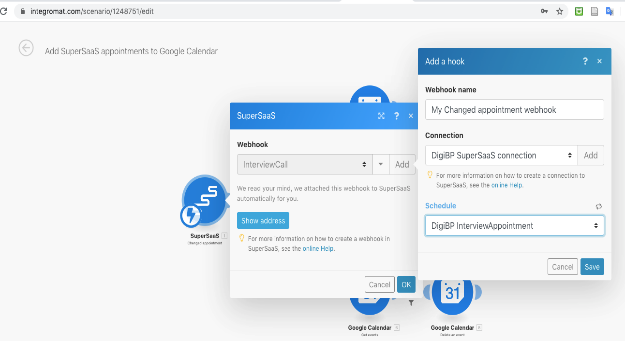 integromat.com/scenario/1248751/edit
Add SuperSaaS appointments to Google Calendar
Add a hook
?
×
Webhook name
My Changed appointment webhook
Connection
DigiBP SuperSaaS connection
Add
For more information on how to create a connection to
SuperSaaS, see the online Help.
Schedule
DigiBP InterviewAppointment
Cancel
Save
SuperSaaS
?
×
Webhook
InterviewCall
Add
We read your mind, we attached this webhook to SuperSaaS
automatically for you.
Show address
For more information on how to create a webhook in
SuperSaaS, see the online Help.
Cancel
OK
SuperSaaS
Changed appointment
31
31
Google Calendar
Google Calendar